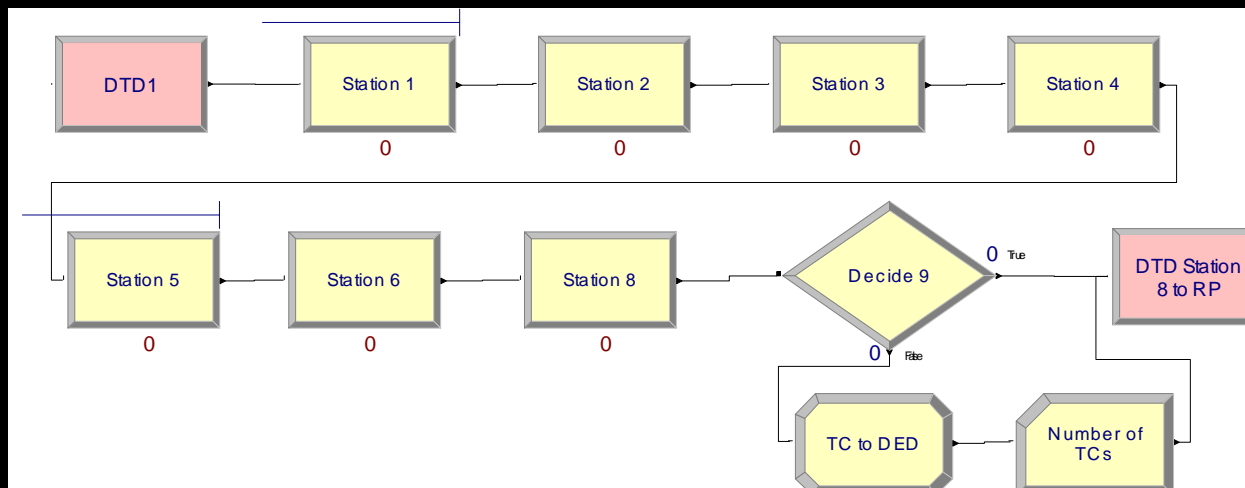 DTD1
Station 1
Station 2
Station 3
Station 4
0
0
0
0
Station 5
Station 6
Station 8
Decide 9
0 True
DTD Station
8 to RP
0
0
0
0 False
TC to DED
Number of
TCs